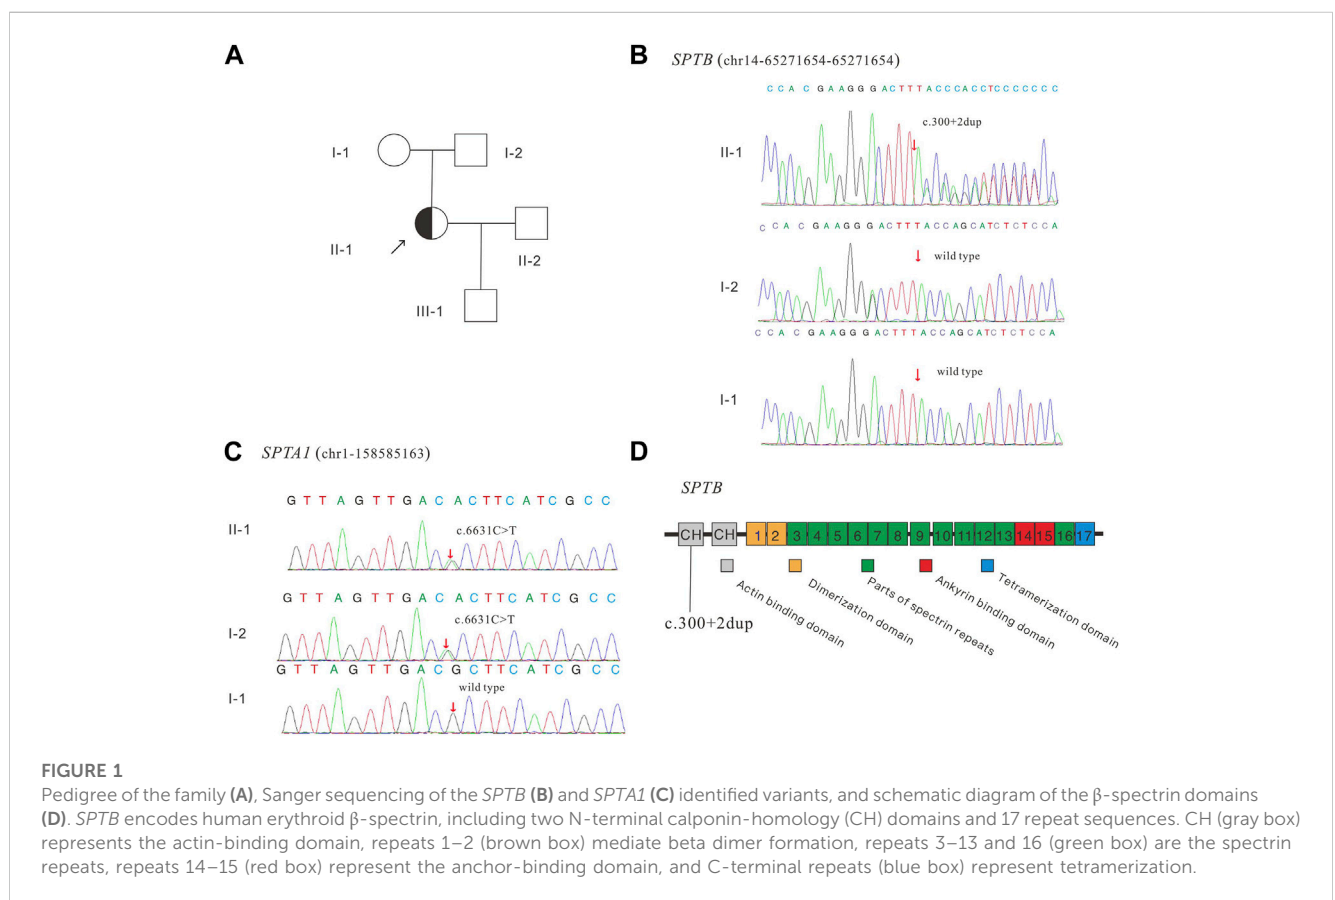 A
I-1
I-2
II-1
II-2
III-1
B
SPTB (chr14-65271654-65271654)
C C A C G A A G G G A C T T T A C C C A C C T C C C C C C C
c.300+2dup
II-1
C C A C G A A G G G A C T T T A C C A G C A T C T C T C C A
wild type
I-2
C C A C G A A G G G A C T T T A C C A G C A T C T C T C C A
wild type
I-1
C
SPTA1 (chr1-158585163)
G T T A G T T G A C A C T T C A T C G C C
c.6631C>T
II-1
G T T A G T T G A C A C T T C A T C G C C
c.6631C>T
I-2
G T T A G T T G A C G C T T C A T C G C C
wild type
I-1
D
SPTB
CH CH 1 2 3 4 5 6 7 8 9 10 11 12 13 14 15 16 17
c.300+2dup
Actin binding domain
Dimerization domain
Parts of spectrin repeats
Ankyrin binding domain
Tetramerization domain
FIGURE 1
Pedigree of the family (A), Sanger sequencing of the SPTB (B) and SPTA1 (C) identified variants, and schematic diagram of the β-spectrin domains
(D). SPTB encodes human erythroid β-spectrin, including two N-terminal calponin-homology (CH) domains and 17 repeat sequences. CH (gray box)
represents the actin-binding domain, repeats 1–2 (brown box) mediate beta dimer formation, repeats 3–13 and 16 (green box) are the spectrin
repeats, repeats 14–15 (red box) represent the anchor-binding domain, and C-terminal repeats (blue box) represent tetramerization.